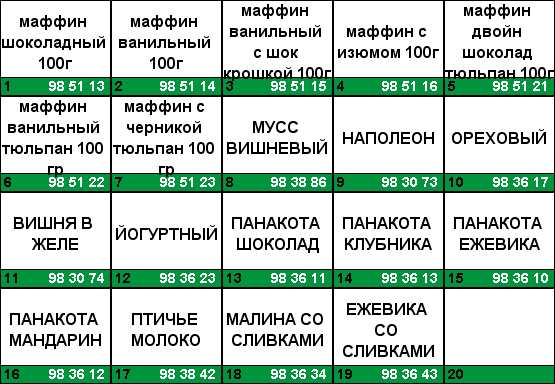 маффин
шоколадный
100г
1 98 51 13
маффин
ванильный
100г
2 98 51 14
маффин
ванильный
с шок
крошкой 100г
3 98 51 15
маффин с
изюмом 100г
4 98 51 16
маффин
двойн
шоколад
тюльпан 100г
5 98 51 21
маффин
ванильный
тюльпан 100
гр
6 98 51 22
маффин с
черникой
тюльпан 100
гр
7 98 51 23
МУСС
ВИШНЕВЫЙ
8 98 38 86
НАПОЛЕОН
9 98 30 73
ОРЕХОВЫЙ
10 98 36 17
ВИШНЯ В
ЖЕЛЕ
11 98 30 74
ЙОГУРТНЫЙ
12 98 36 23
ПАНАКОТА
ШОКОЛАД
13 98 36 11
ПАНАКОТА
КЛУБНИКА
14 98 36 13
ПАНАКОТА
ЕЖЕВИКА
15 98 36 10
ПАНАКОТА
МАНДАРИН
16 98 36 12
ПТИЧЬЕ
МОЛОКО
17 98 38 42
МАЛИНА СО
СЛИВКАМИ
18 98 36 34
ЕЖЕВИКА
СО
СЛИВКАМИ
19 98 36 43
20